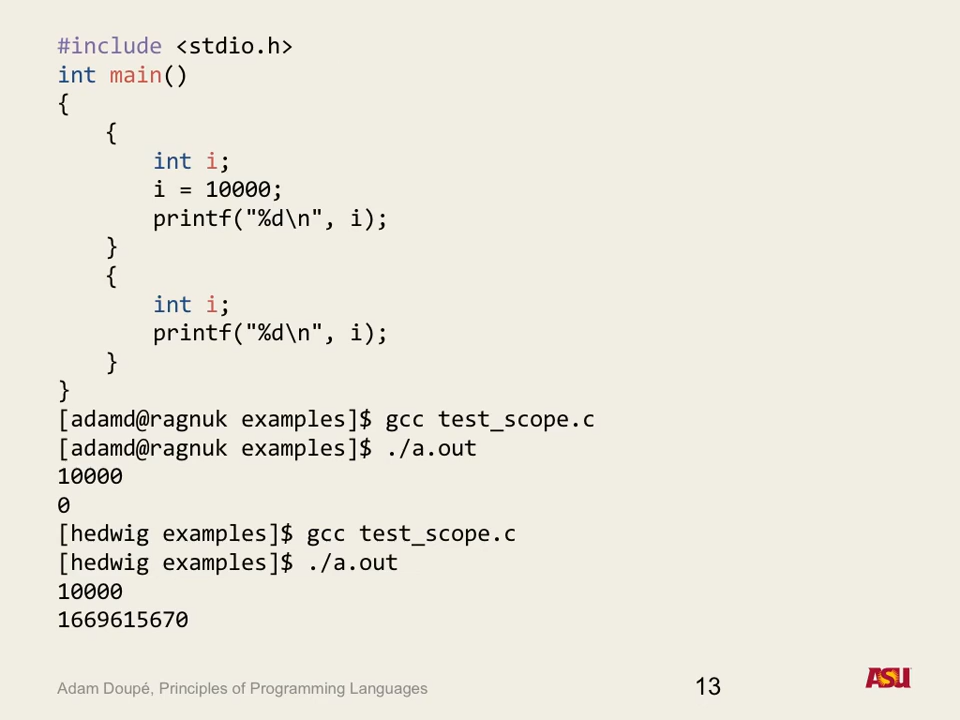 #include <stdio.h>
int main()
{
    {
        int i;
        i = 10000;
        printf("%d\n", i);
    }
    {
        int i;
        printf("%d\n", i);
    }
}
[adamd@ragnuk examples]$ gcc test_scope.c
[adamd@ragnuk examples]$ ./a.out
10000
0
[hedwig examples]$ gcc test_scope.c
[hedwig examples]$ ./a.out
10000
1669615670
Adam Doupé, Principles of Programming Languages
13
ASU